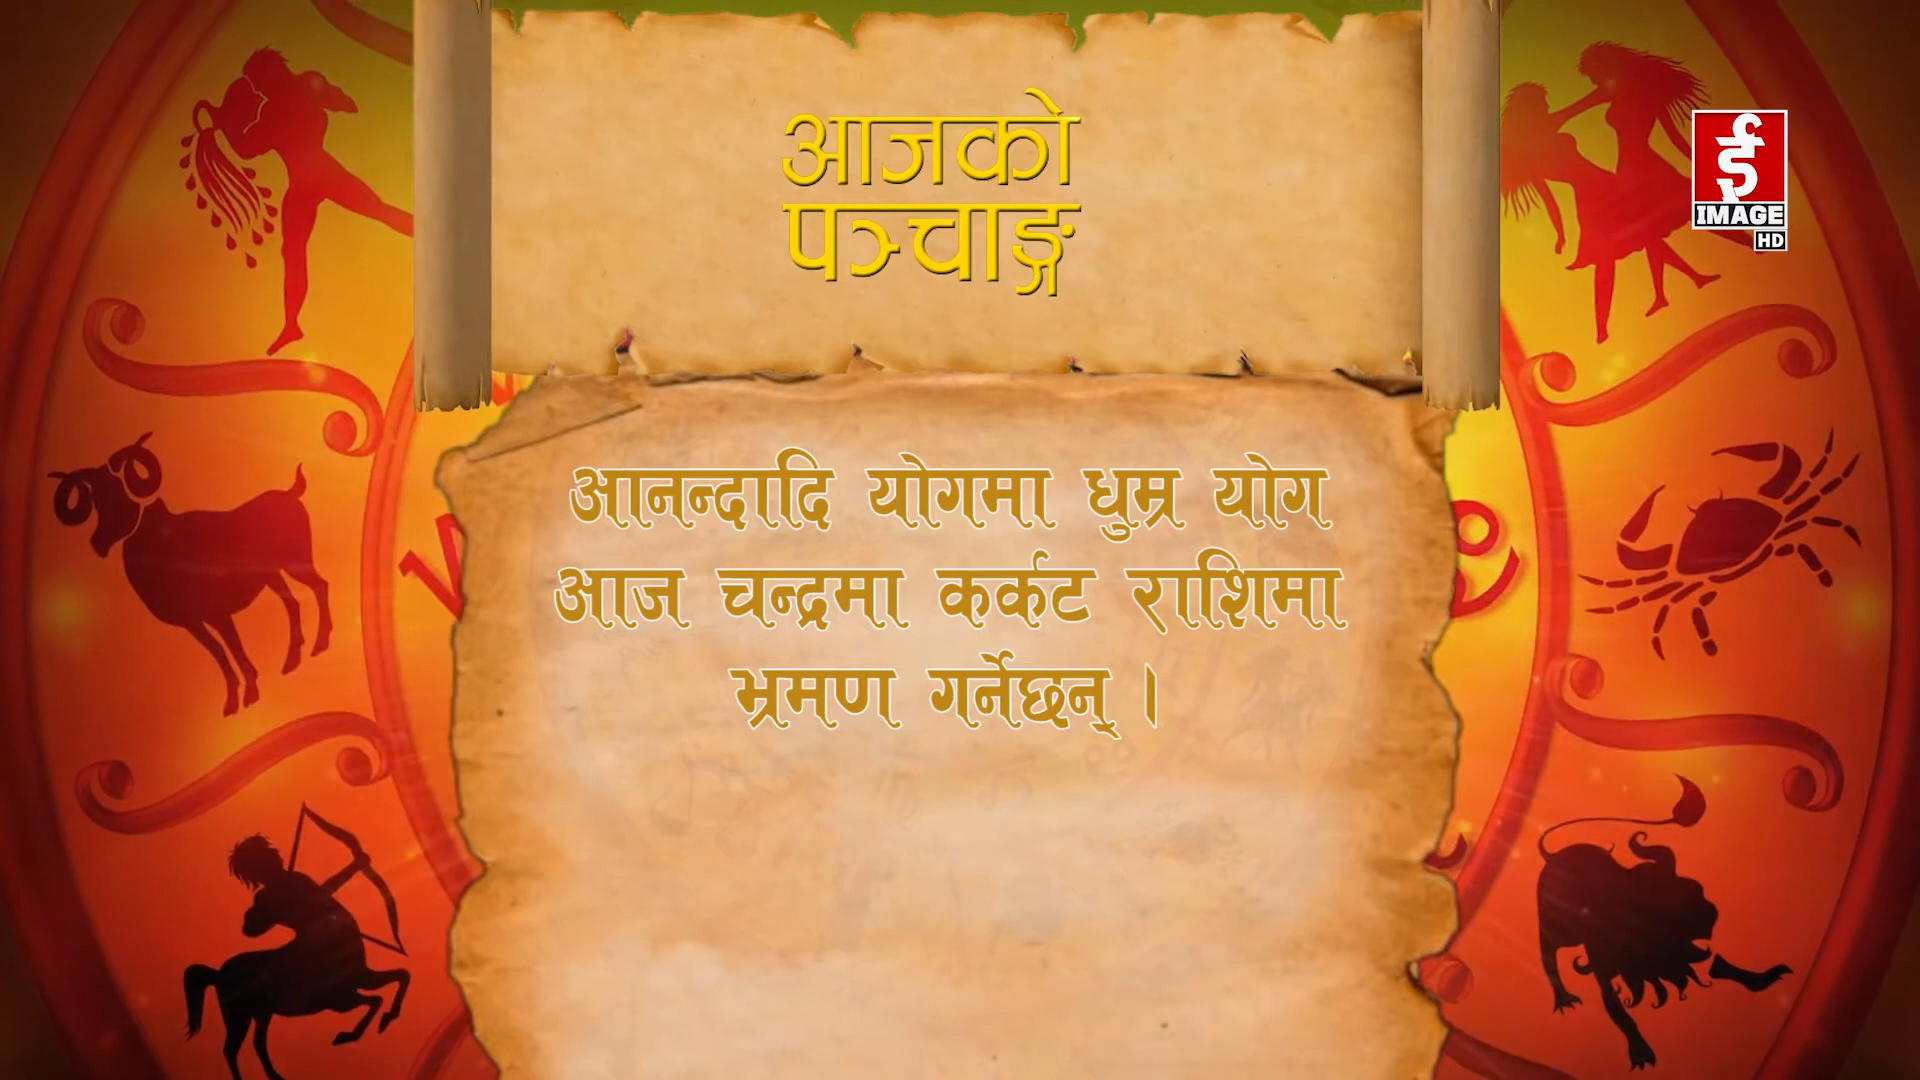 आजको
पञ्चाङ्ग
ई
IMAGE
HD
आनन्दादि योगमा धुम्र योग
आज चन्द्रमा कर्कट राशिमा
भ्रमण गर्नेछन् ।